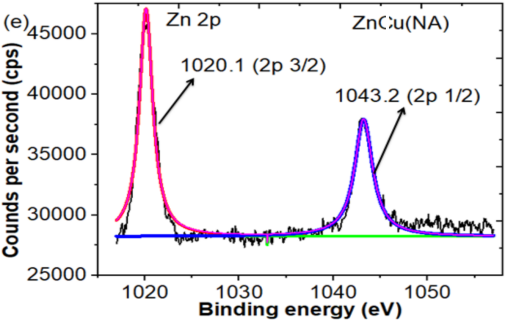 (e)
Zn 2p
ZnCu(NA)
1020.1 (2p 3/2)
1043.2 (2p 1/2)
Counds per second (cps)
45000
40000
35000
30000
25000
1020
1030
1040
1050
Binding energy (eV)